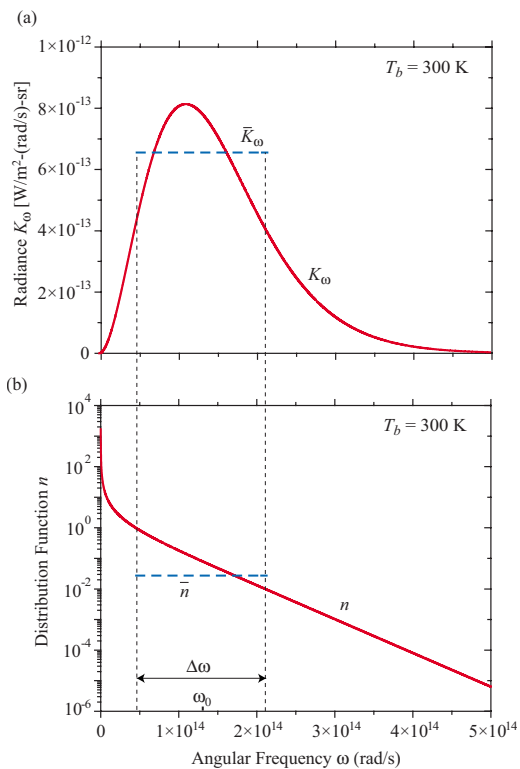 (a)
1×10⁻¹²
8×10⁻¹³
6×10⁻¹³
4×10⁻¹³
2×10⁻¹³
0
Radiance K_ω [W/m²-(rad/s)-sr]
T_b = 300 K
K̄_ω
K_ω
(b)
10⁴
10²
10⁰
10⁻²
10⁻⁴
10⁻⁶
Distribution Function n
T_b = 300 K
n̄
n
Δω
ω₀
0 1×10¹⁴ 2×10¹⁴ 3×10¹⁴ 4×10¹⁴ 5×10¹⁴
Angular Frequency ω (rad/s)